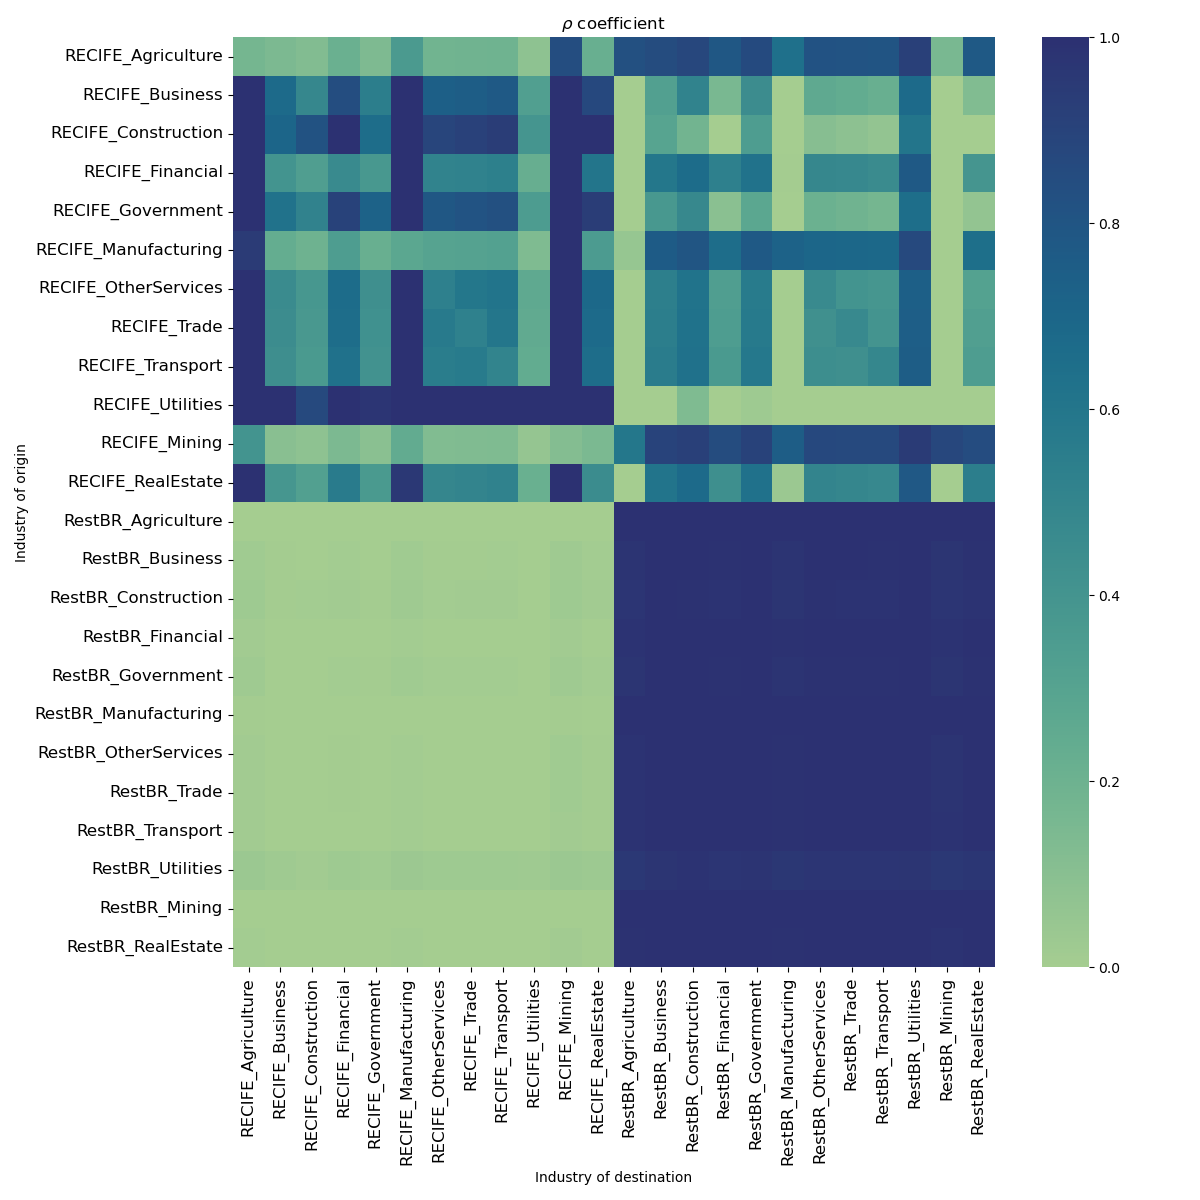 ρ coefficient
RECIFE_Agriculture
RECIFE_Business
RECIFE_Construction
RECIFE_Financial
RECIFE_Government
RECIFE_Manufacturing
RECIFE_OtherServices
RECIFE_Trade
RECIFE_Transport
RECIFE_Utilities
RECIFE_Mining
RECIFE_RealEstate
RestBR_Agriculture
RestBR_Business
RestBR_Construction
RestBR_Financial
RestBR_Government
RestBR_Manufacturing
RestBR_OtherServices
RestBR_Trade
RestBR_Transport
RestBR_Utilities
RestBR_Mining
RestBR_RealEstate
Industry of origin
RECIFE_Agriculture
RECIFE_Business
RECIFE_Construction
RECIFE_Financial
RECIFE_Government
RECIFE_Manufacturing
RECIFE_OtherServices
RECIFE_Trade
RECIFE_Transport
RECIFE_Utilities
RECIFE_Mining
RECIFE_RealEstate
RestBR_Agriculture
RestBR_Business
RestBR_Construction
RestBR_Financial
RestBR_Government
RestBR_Manufacturing
RestBR_OtherServices
RestBR_Trade
RestBR_Transport
RestBR_Utilities
RestBR_Mining
RestBR_RealEstate
Industry of destination
1.0
0.8
0.6
0.4
0.2
0.0